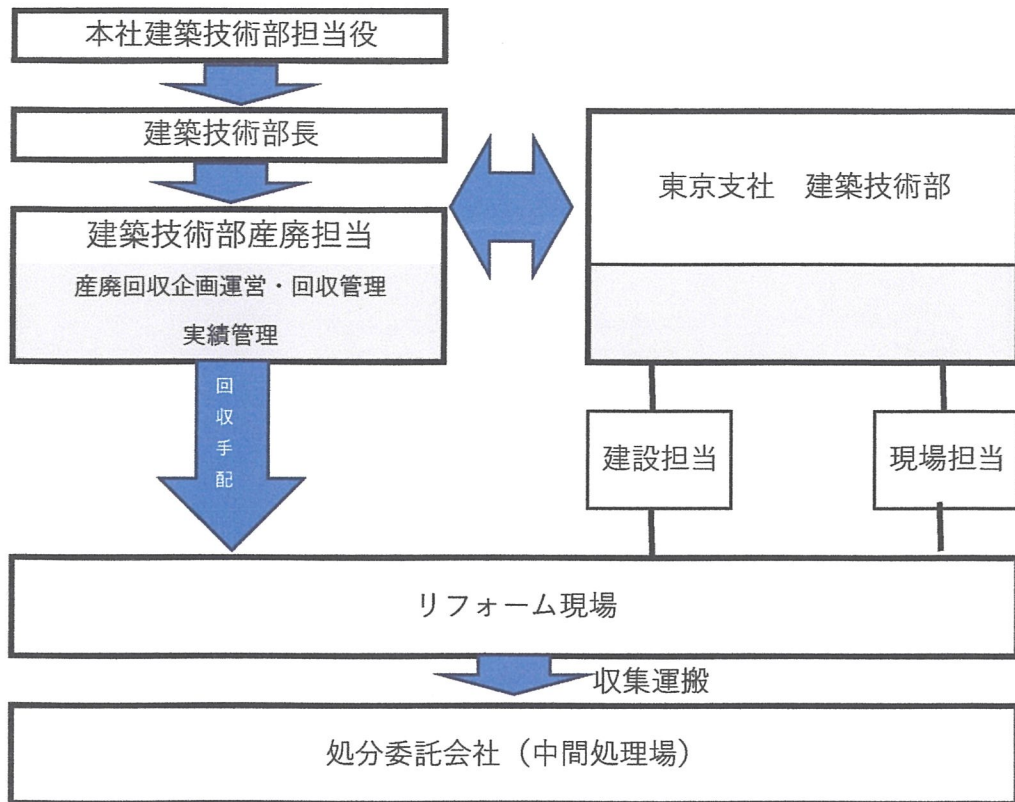 本社建築技術部担当役
建築技術部長
建築技術部産廃担当
産廃回収企画運営・回収管理
実績管理
東京支社　建築技術部
回収手配
建設担当
現場担当
リフォーム現場
収集運搬
処分委託会社（中間処理場）